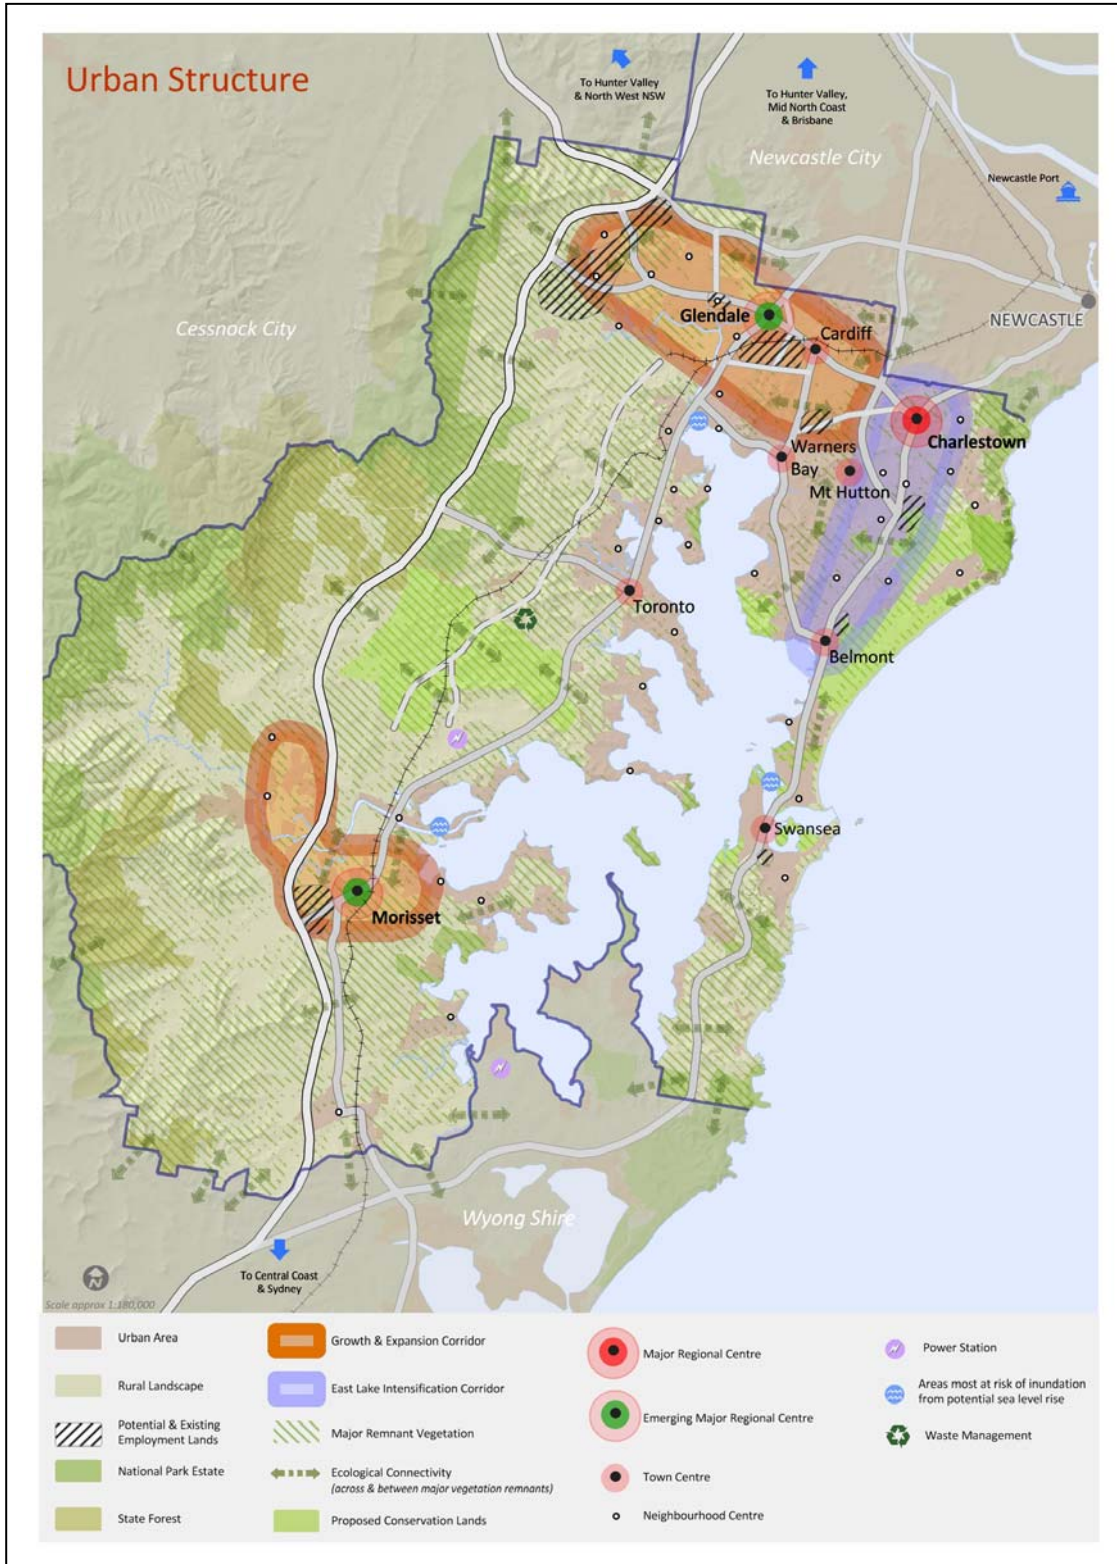 Urban Structure
To Hunter Valley
& North West NSW
To Hunter Valley,
Mid North Coast
& Brisbane
Newcastle City
Newcastle Port
Cessnock City
Glendale
NEWCASTLE
Cardiff
Charlestown
Warners
Bay
Mt Hutton
Toronto
Belmont
Swansea
Morisset
Wyong Shire
To Central Coast
& Sydney
N
Scale approx 1:180,000
Urban Area
Rural Landscape
Potential & Existing
Employment Lands
National Park Estate
State Forest
Growth & Expansion Corridor
East Lake Intensification Corridor
Major Remnant Vegetation
Ecological Connectivity
(across & between major vegetation remnants)
Proposed Conservation Lands
Major Regional Centre
Emerging Major Regional Centre
Town Centre
Neighbourhood Centre
Power Station
Areas most at risk of inundation
from potential sea level rise
Waste Management